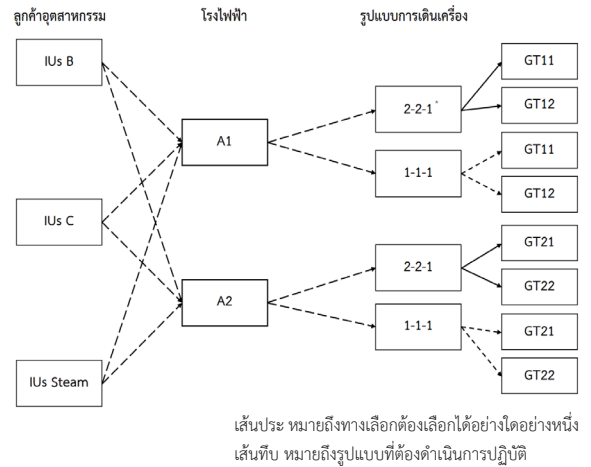 ลูกค้าอุตสาหกรรม โรงไฟฟ้า รูปแบบการเดินเครื่อง
IUs B
GT11
2-2-1*
GT12
A1
GT11
1-1-1
GT12
IUs C
GT21
2-2-1
GT22
A2
1-1-1
GT21
IUs Steam
GT22
เส้นประ หมายถึงทางเลือกต้องเลือกได้อย่างใดอย่างหนึ่ง
เส้นทึบ หมายถึงรูปแบบที่ต้องดำเนินการปฏิบัติ